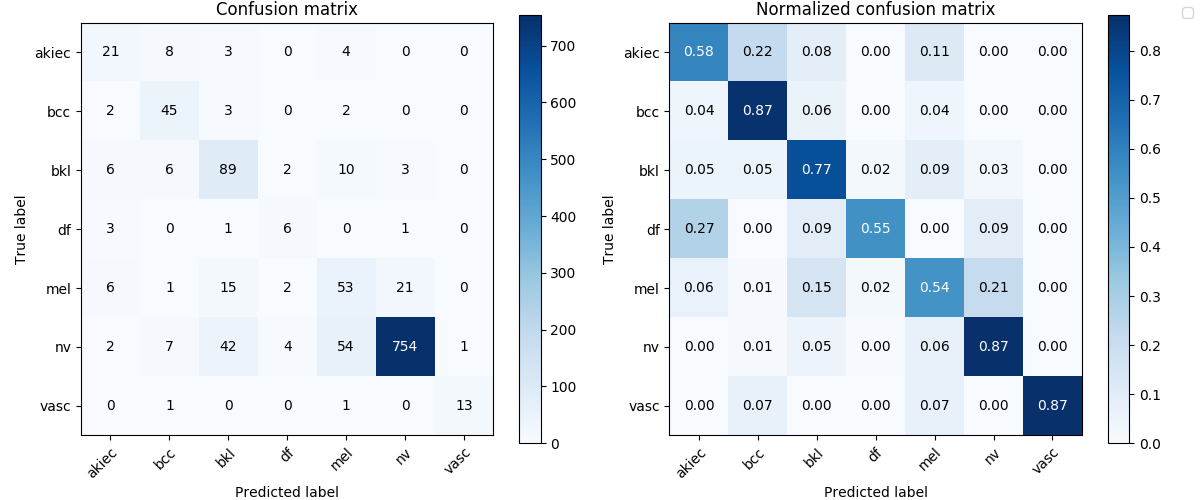 Confusion matrix
akiec 21 8 3 0 4 0 0
bcc 2 45 3 0 2 0 0
bkl 6 6 89 2 10 3 0
df 3 0 1 6 0 1 0
mel 6 1 15 2 53 21 0
nv 2 7 42 4 54 754 1
vasc 0 1 0 0 1 0 13
akiec bcc bkl df mel nv vasc
True label
Predicted label
700
600
500
400
300
200
100
0
Normalized confusion matrix
akiec 0.58 0.22 0.08 0.00 0.11 0.00 0.00
bcc 0.04 0.87 0.06 0.00 0.04 0.00 0.00
bkl 0.05 0.05 0.77 0.02 0.09 0.03 0.00
df 0.27 0.00 0.09 0.55 0.00 0.09 0.00
mel 0.06 0.01 0.15 0.02 0.54 0.21 0.00
nv 0.00 0.01 0.05 0.00 0.06 0.87 0.00
vasc 0.00 0.07 0.00 0.00 0.07 0.00 0.87
akiec bcc bkl df mel nv vasc
True label
Predicted label
0.8
0.7
0.6
0.5
0.4
0.3
0.2
0.1
0.0